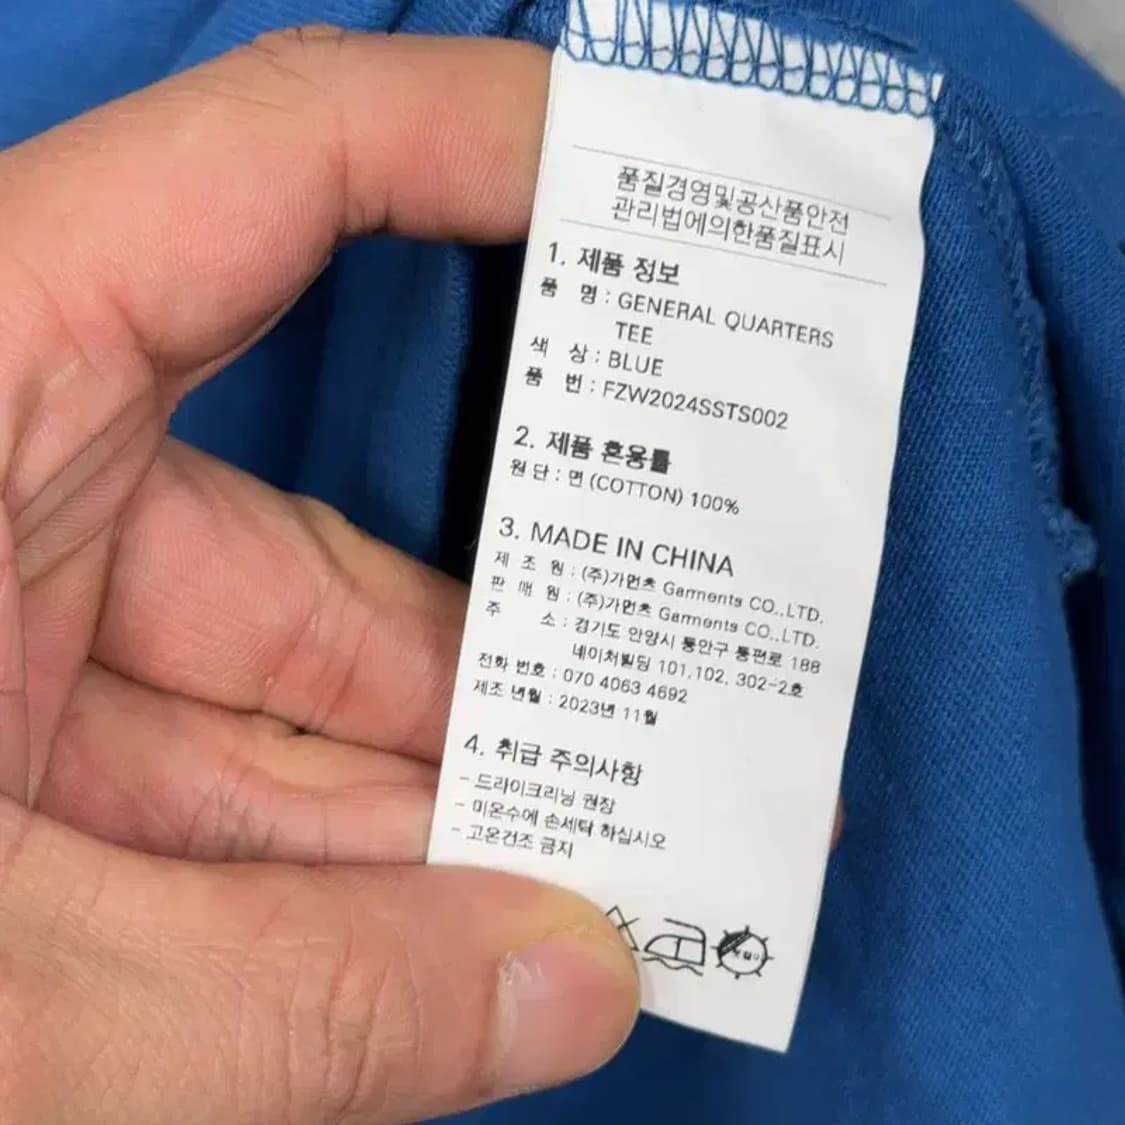 품질경영및공산품안전
관리법에의한품질표시
1. 제품 정보
품 명 : GENERAL QUARTERS
TEE
색 상 : BLUE
품 번 : FZW2024SSTS002
2. 제품 혼용률
원 단 : 면 (COTTON) 100%
3. MADE IN CHINA
제 조 원 : (주)가먼츠 Garments CO.,LTD.
판 매 원 : (주)가먼츠 Garments CO.,LTD.
주 소 : 경기도 안양시 동안구 동편로 188
네이처빌딩 101,102, 302-2호
전화 번호 : 070 4063 4692
제조 년월 : 2023년 11월
4. 취급 주의사항
- 드라이크리닝 권장
- 미온수에 손세탁 하십시오
- 고온건조 금지